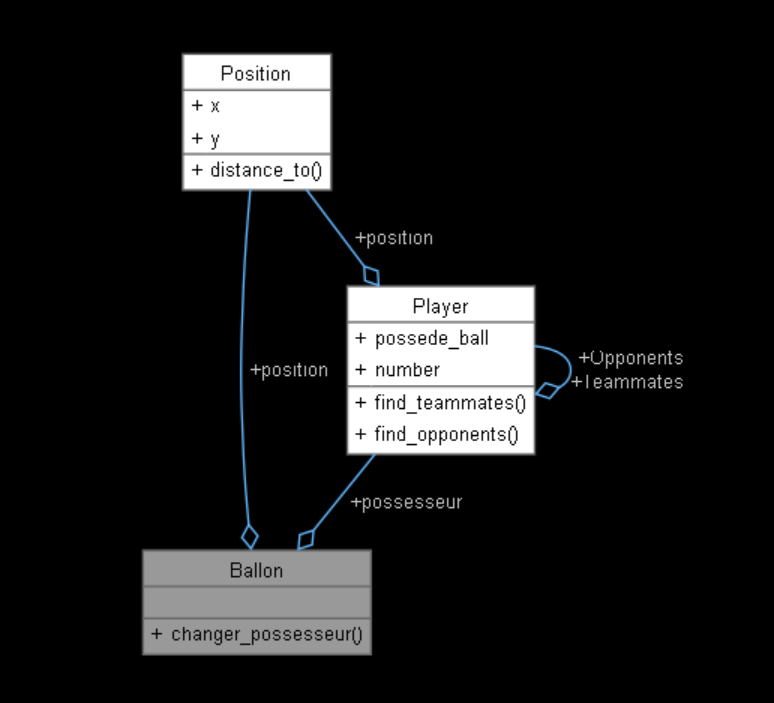 Position
+ x
+ y
+ distance_to()
+position
Player
+ possede_ball
+ number
+ find_teammates()
+ find_opponents()
+Opponents
+Teammates
+position
+possesseur
Ballon
+ changer_possesseur()